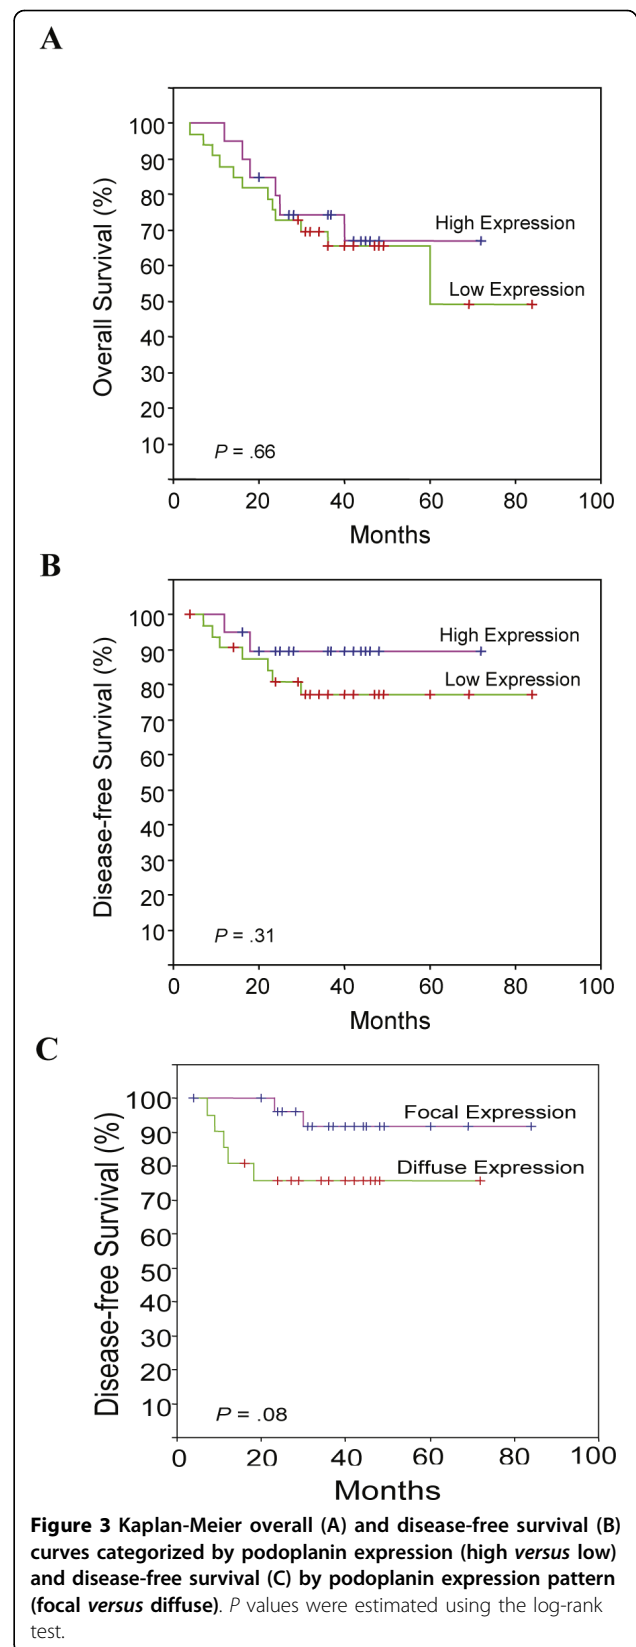 A
100
90
80
70
60
50
40
30
20
10
Overall Survival (%)
High Expression
Low Expression
P = .66
0 20 40 60 80 100
Months
B
100
90
80
70
60
50
40
30
20
10
Disease-free Survival (%)
High Expression
Low Expression
P = .31
0 20 40 60 80 100
Months
C
100
90
80
70
60
50
40
30
20
10
Disease-free Survival (%)
Focal Expression
Diffuse Expression
P = .08
0 20 40 60 80 100
Months
Figure 3 Kaplan-Meier overall (A) and disease-free survival (B)
curves categorized by podoplanin expression (high versus low)
and disease-free survival (C) by podoplanin expression pattern
(focal versus diffuse). P values were estimated using the log-rank
test.